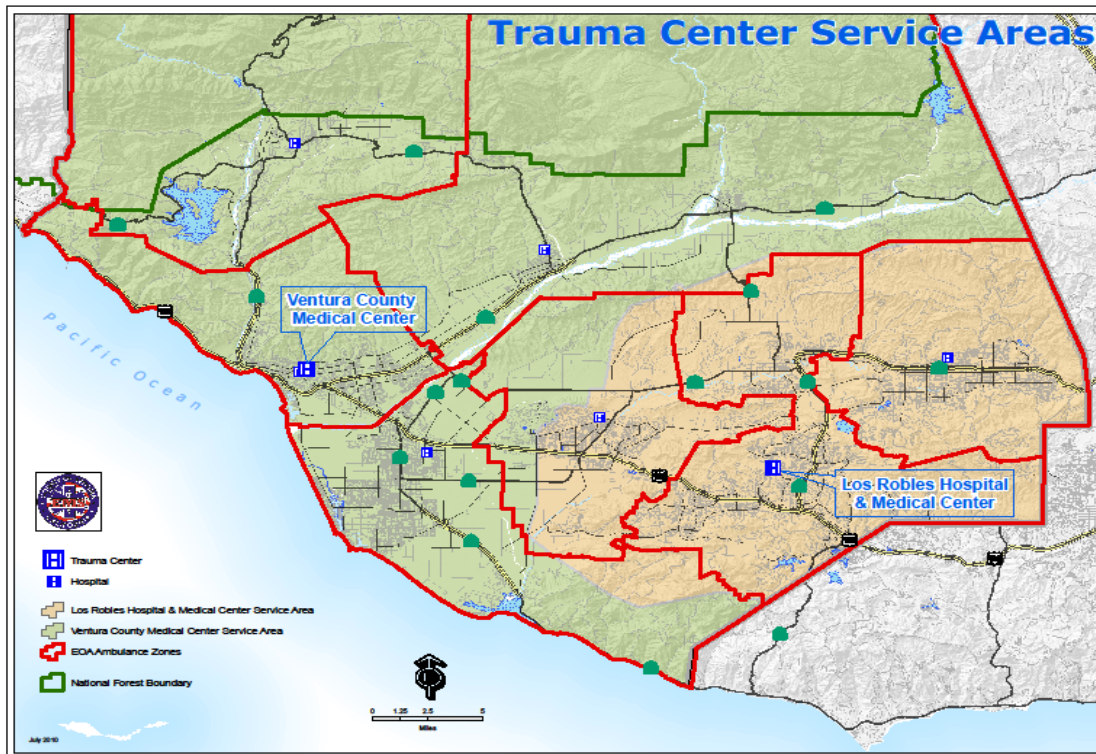 Trauma Center Service Areas
Ventura County
Medical Center
Pacific Ocean
Los Robles Hospital
& Medical Center
Trauma Center
Hospital
Los Robles Hospital & Medical Center Service Area
Ventura County Medical Center Service Area
EOA Ambulance Zones
National Forest Boundary
0 1.25 2.5 5
Miles
July 2010